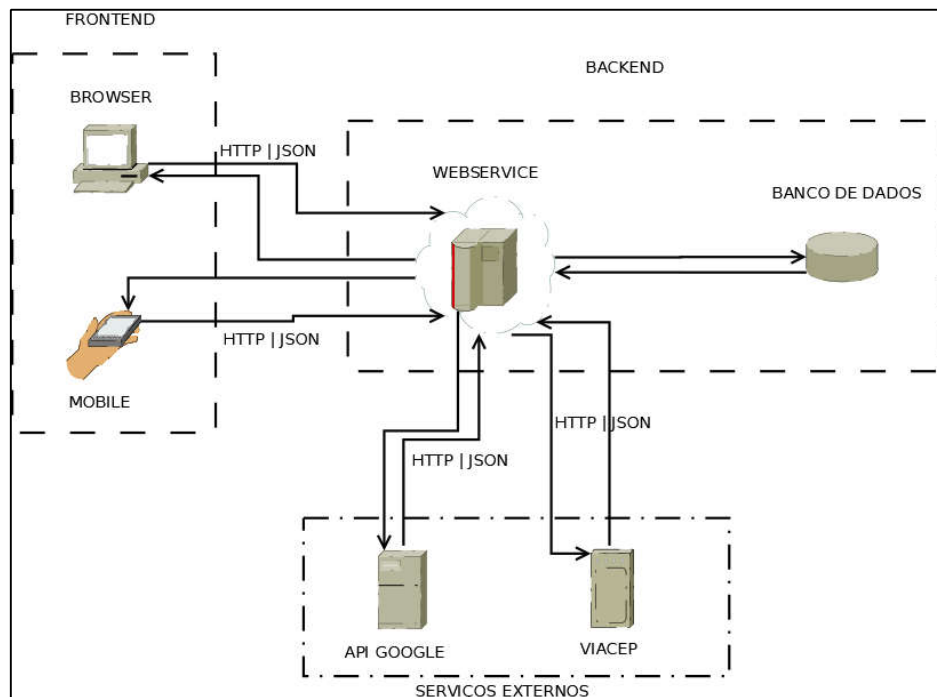 FRONTEND
BACKEND
BROWSER
HTTP | JSON
WEBSERVICE
BANCO DE DADOS
HTTP | JSON
MOBILE
HTTP | JSON
HTTP | JSON
API GOOGLE
VIACEP
SERVICOS EXTERNOS